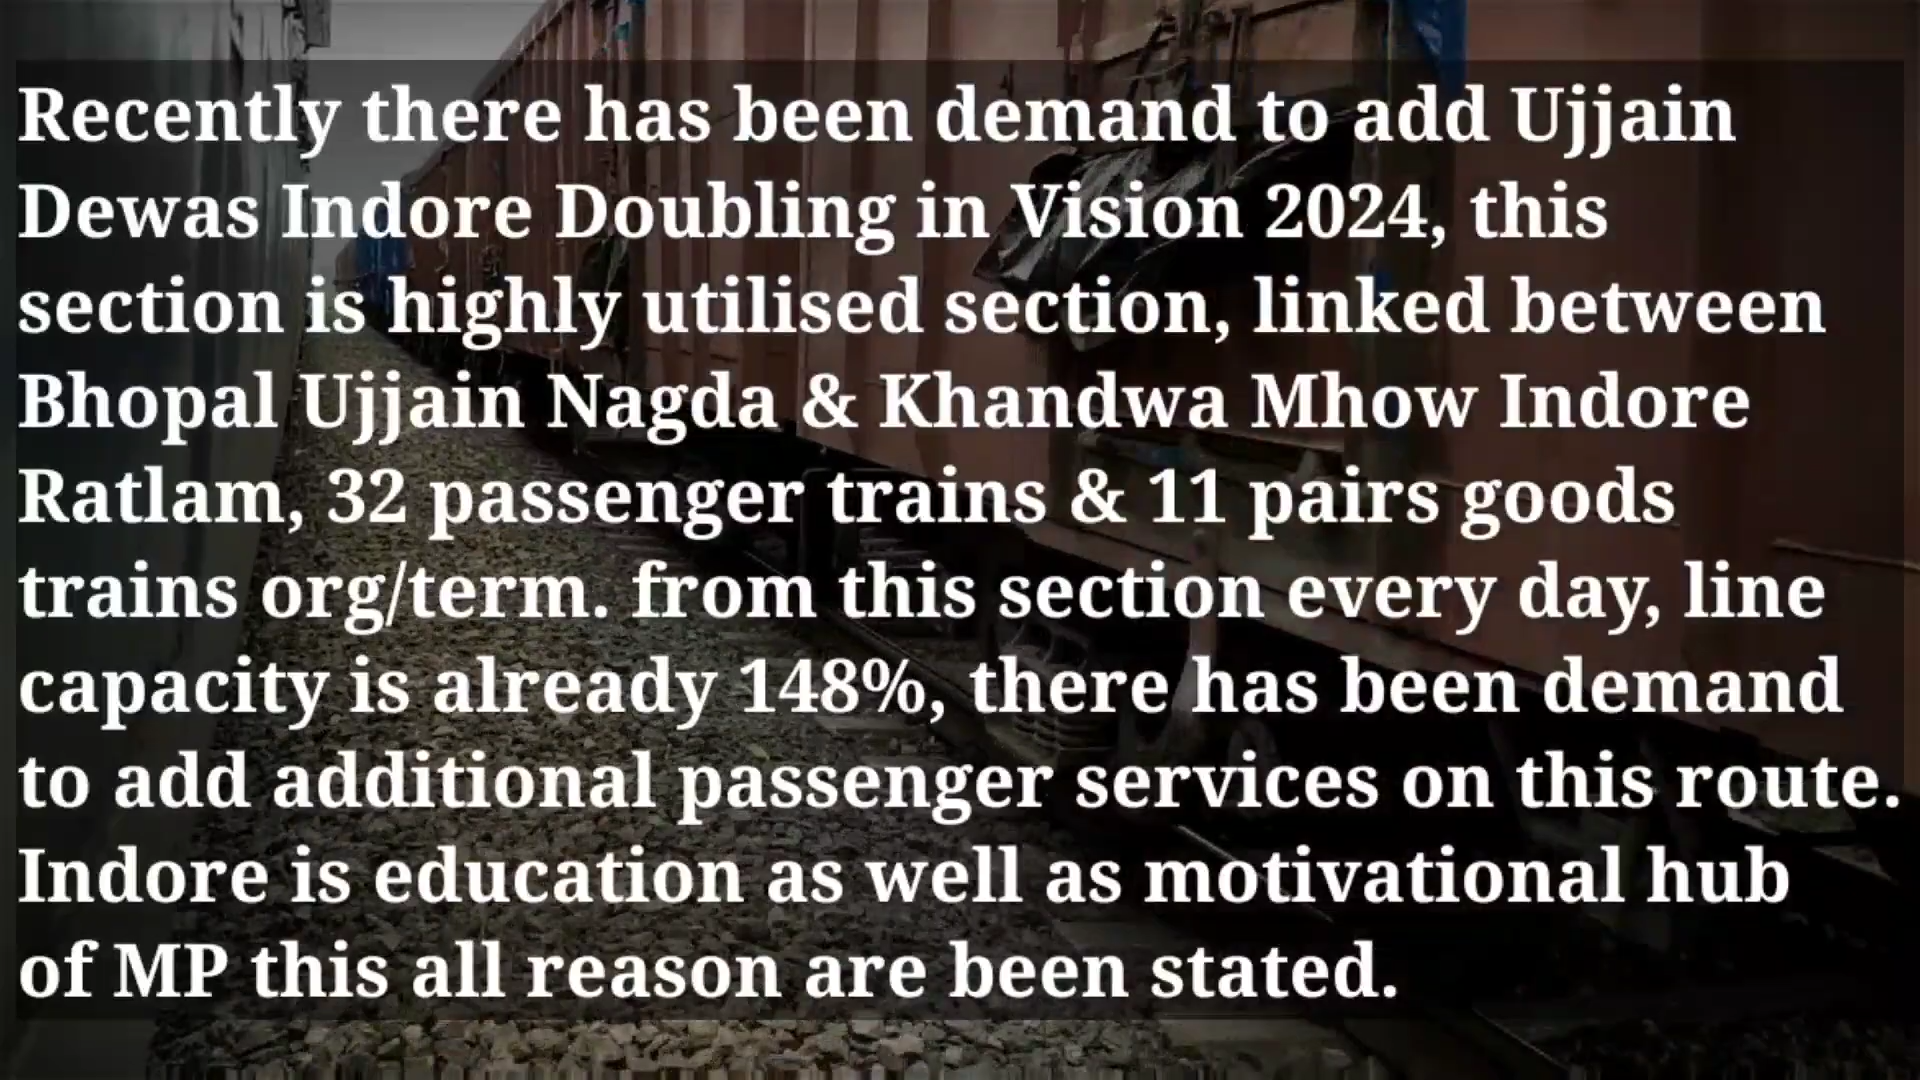 Recently there has been demand to add Ujjain
Dewas Indore Doubling in Vision 2024, this
section is highly utilised section, linked between
Bhopal Ujjain Nagda & Khandwa Mhow Indore
Ratlam, 32 passenger trains & 11 pairs goods
trains org/term. from this section every day, line
capacity is already 148%, there has been demand
to add additional passenger services on this route.
Indore is education as well as motivational hub
of MP this all reason are been stated.